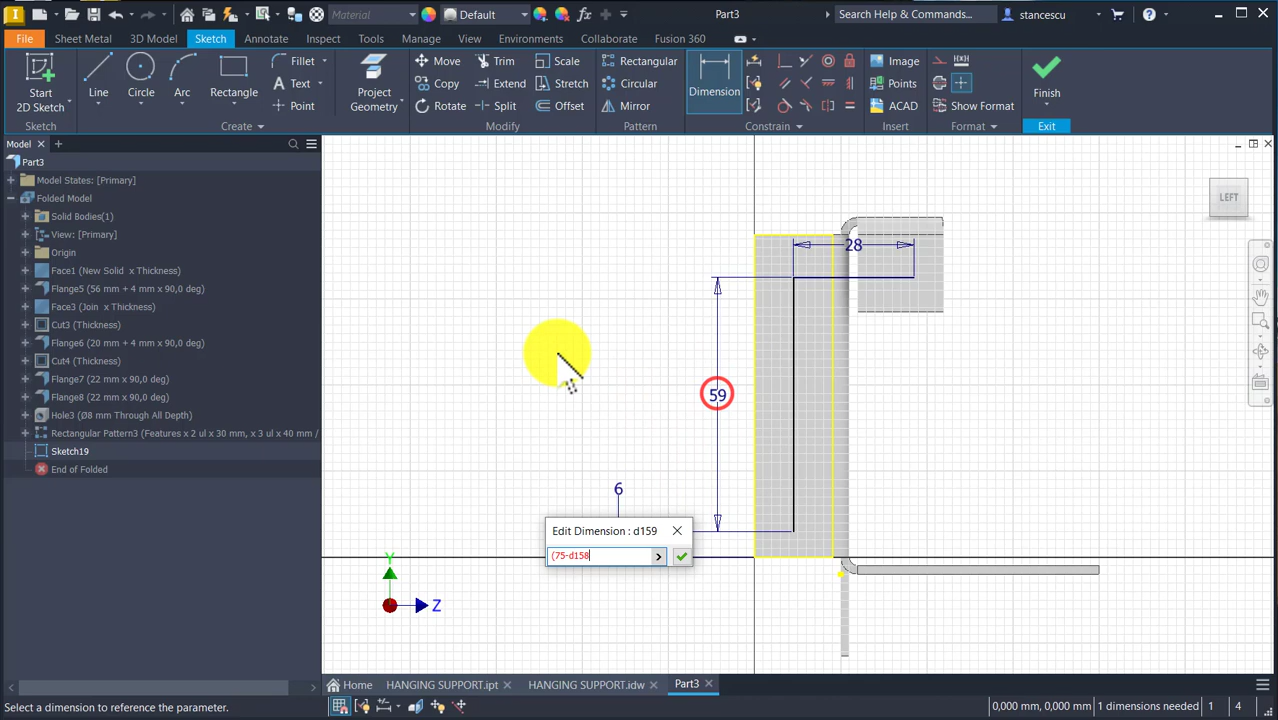 Material
Default
Part3
Search Help & Commands...
stancescu
File
Sheet Metal
3D Model
Sketch
Annotate
Inspect
Tools
Manage
View
Environments
Collaborate
Fusion 360
Start
2D Sketch
Line
Circle
Arc
Rectangle
Fillet
Text
Point
Project
Geometry
Move
Copy
Rotate
Trim
Extend
Split
Scale
Stretch
Offset
Rectangular
Circular
Mirror
Dimension
Image
Points
ACAD
Show Format
Finish
Sketch
Create
Modify
Pattern
Constrain
Insert
Format
Exit
Model
Part3
Model States: [Primary]
Folded Model
Solid Bodies(1)
View: [Primary]
Origin
Face1 (New Solid x Thickness)
Flange5 (56 mm + 4 mm x 90,0 deg)
Face3 (Join x Thickness)
Cut3 (Thickness)
Flange6 (20 mm + 4 mm x 90,0 deg)
Cut4 (Thickness)
Flange7 (22 mm x 90,0 deg)
Flange8 (22 mm x 90,0 deg)
Hole3 (Ø8 mm Through All Depth)
Rectangular Pattern3 (Features x 2 ul x 30 mm, x 3 ul x 40 mm /
Sketch19
End of Folded
LEFT
28
59
6
Edit Dimension : d159
(75-d158
Y
Z
Home
HANGING SUPPORT.ipt
HANGING SUPPORT.idw
Part3
Select a dimension to reference the parameter.
0,000 mm, 0,000 mm
1 dimensions needed
1
4